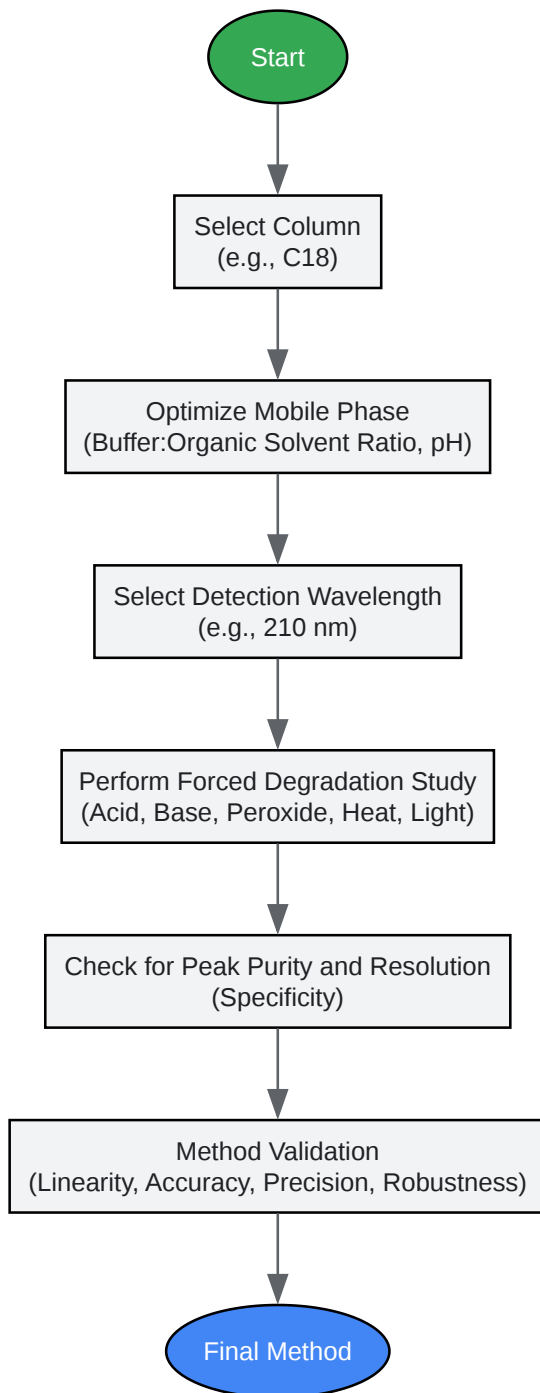 Start
Select Column
(e.g., C18)
Optimize Mobile Phase
(Buffer:Organic Solvent Ratio, pH)
Select Detection Wavelength
(e.g., 210 nm)
Perform Forced Degradation Study
(Acid, Base, Peroxide, Heat, Light)
Check for Peak Purity and Resolution
(Specificity)
Method Validation
(Linearity, Accuracy, Precision, Robustness)
Final Method